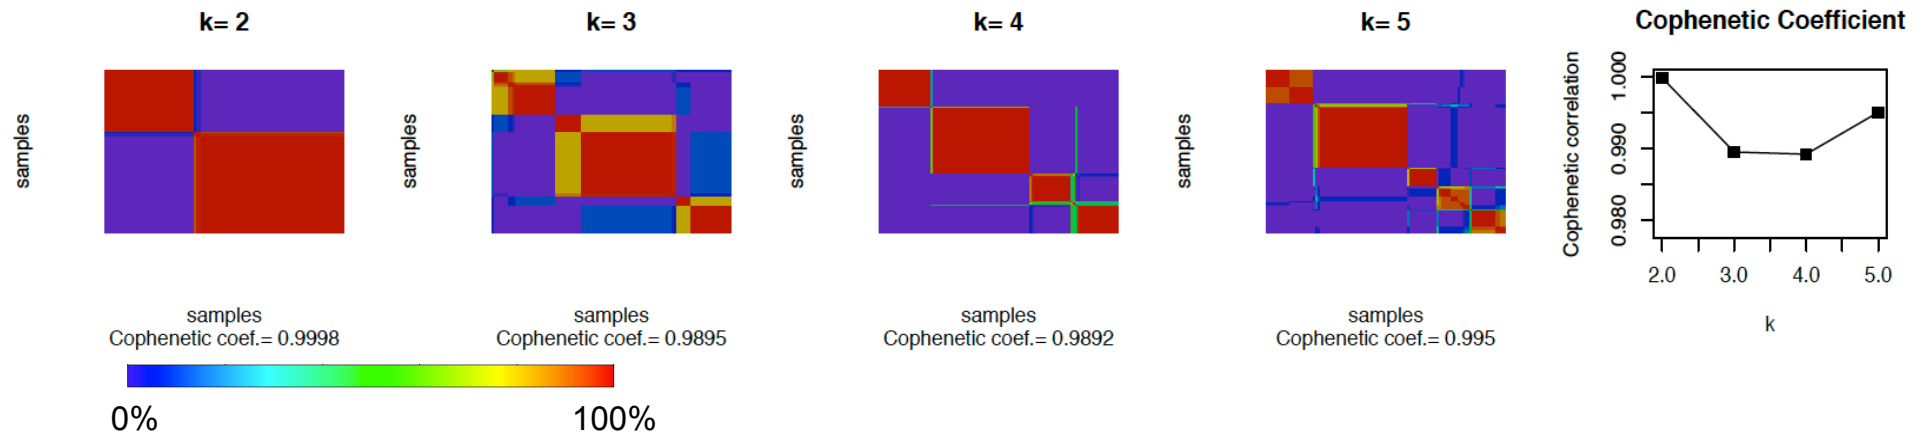 k= 2
samples
samples
Cophenetic coef.= 0.9998
k= 3
samples
samples
Cophenetic coef.= 0.9895
k= 4
samples
samples
Cophenetic coef.= 0.9892
k= 5
samples
samples
Cophenetic coef.= 0.995
Cophenetic Coefficient
Cophenetic correlation
0.980 0.990 1.000
2.0 3.0 4.0 5.0
k
0% 100%